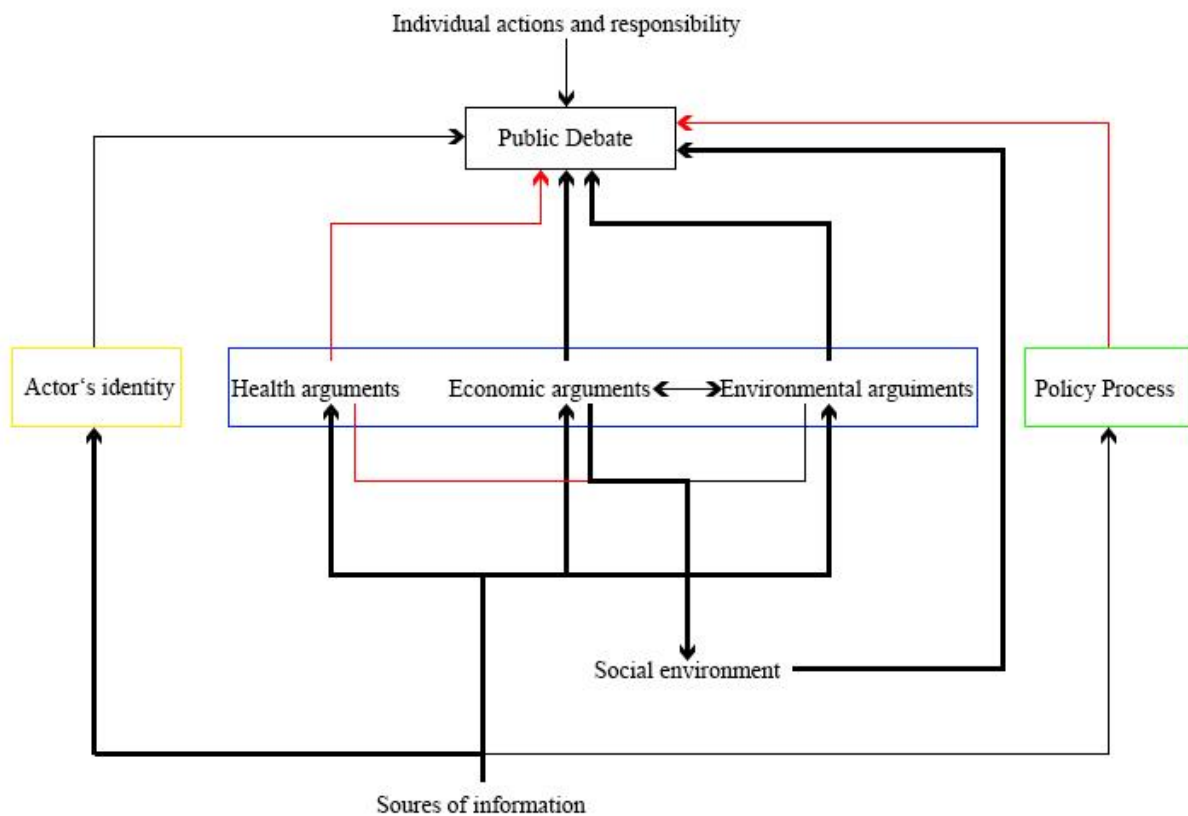 Individual actions and responsibility
Public Debate
Actor‘s identity
Health arguments
Economic arguments
Environmental arguiments
Policy Process
Social environment
Soures of information